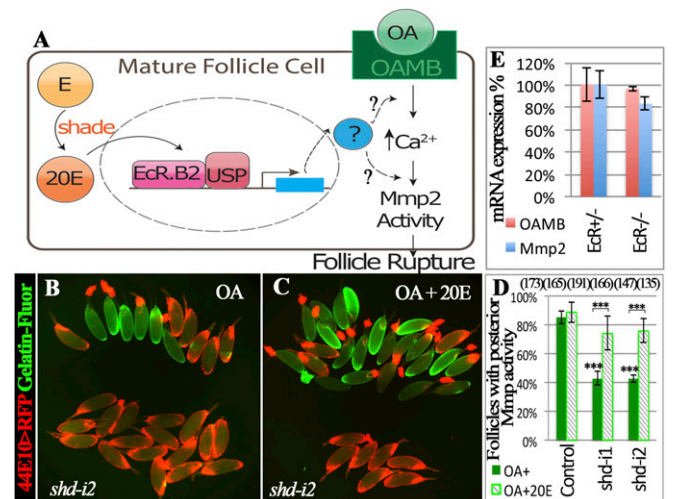 A
Mature Follicle Cell
OA
OAMB
E
shade
20E
EcR.B2
USP
?
?
?
↑Ca²⁺
Mmp2
Activity
Follicle Rupture
E
mRNA expression %
120%
100%
80%
60%
40%
20%
0%
EcR+/-
EcR-/-
OAMB
Mmp2
44E10>RFP Gelatin-Fluor
B
OA
shd-i2
C
OA + 20E
shd-i2
(173)(165)(191)(166)(147)(135)
D
Follicles with posterior
Mmp activity
100%
80%
60%
40%
20%
0%
***
***
***
***
Control
shd-i1
shd-i2
OA+
OA+20E